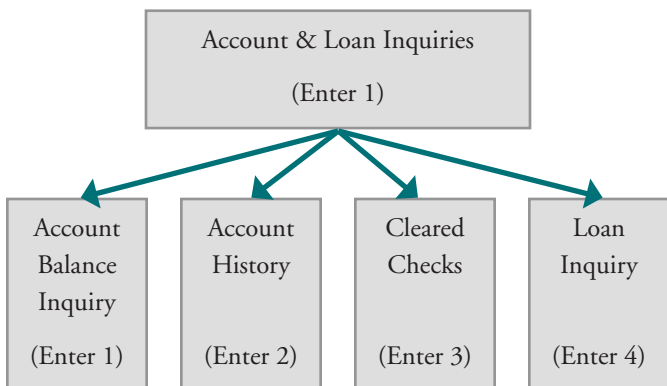 Account & Loan Inquiries
(Enter 1)
Account
Balance
Inquiry
(Enter 1)
Account
History
(Enter 2)
Cleared
Checks
(Enter 3)
Loan
Inquiry
(Enter 4)